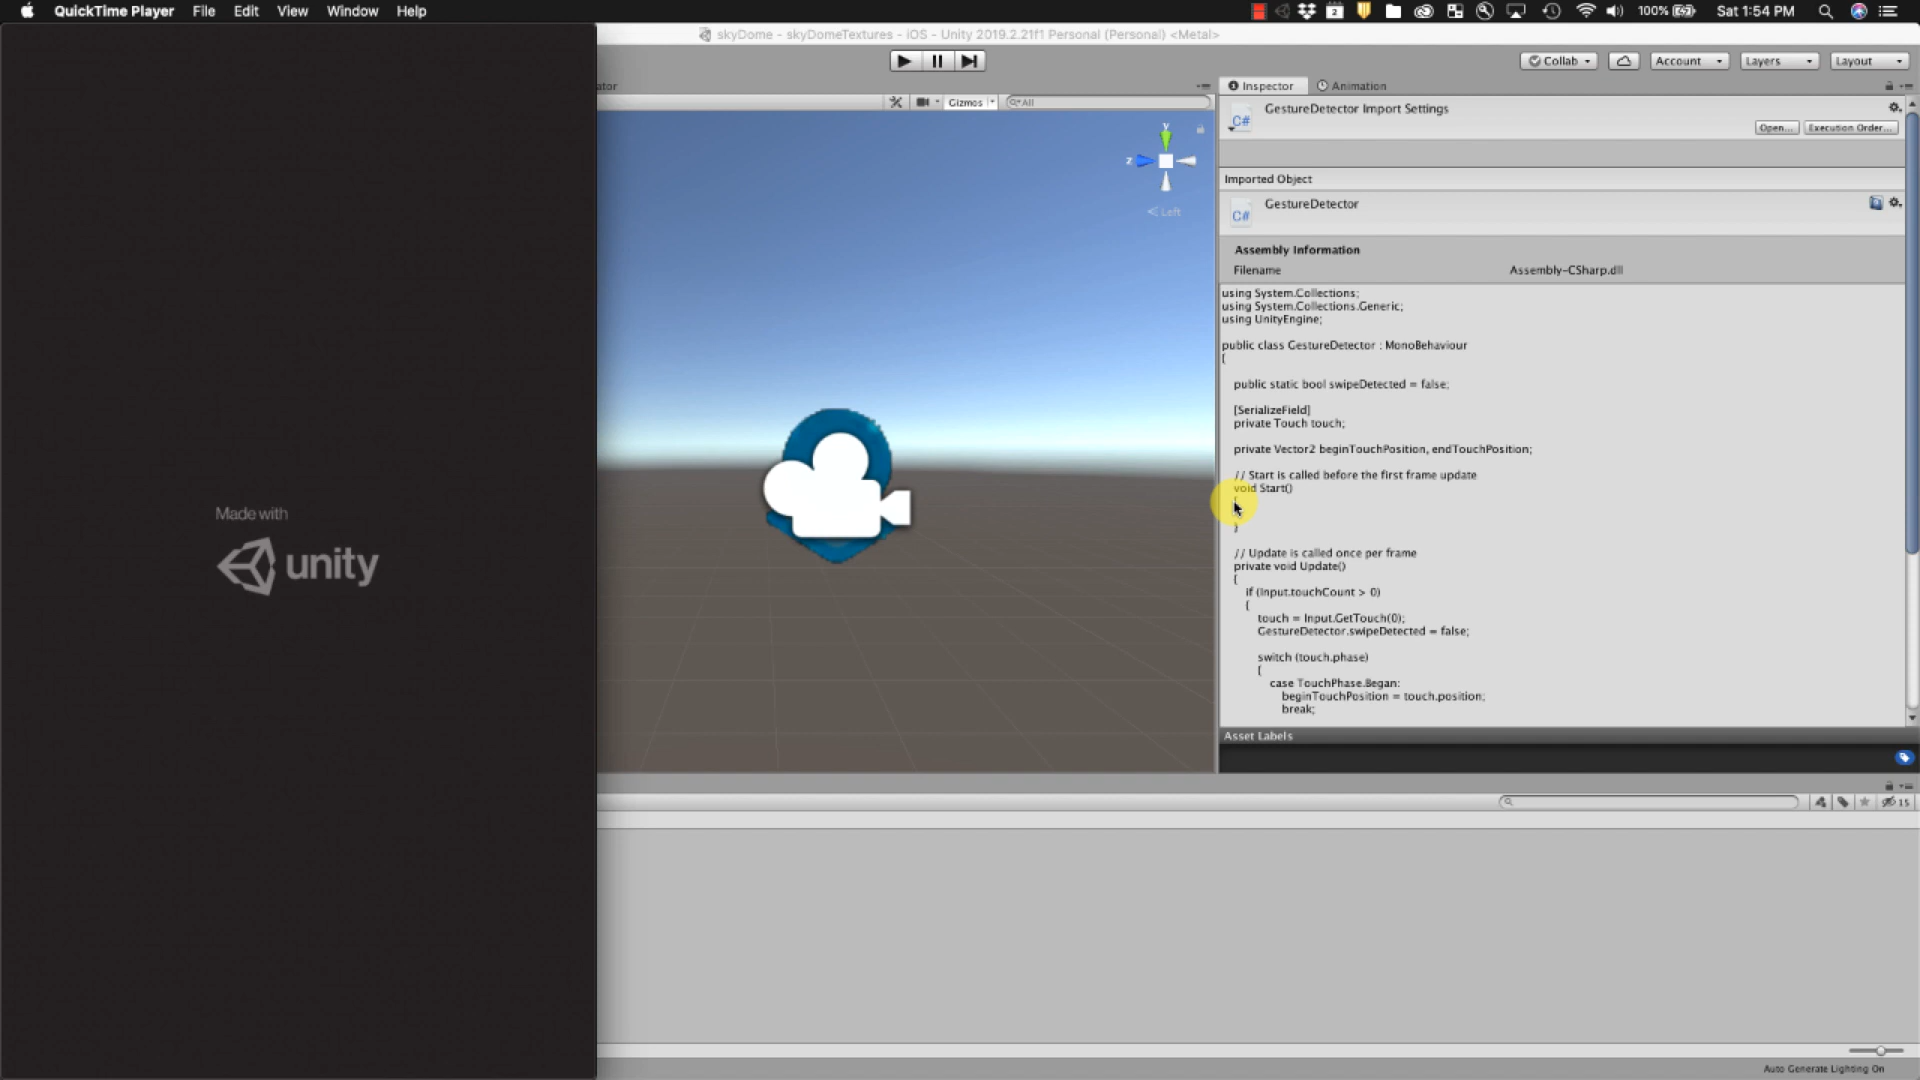 QuickTime Player File Edit View Window Help
2
100%
Sat 1:54 PM
skyDome - skyDomeTextures - iOS - Unity 2019.2.21f1 Personal (Personal) <Metal>
Collab
Account
Layers
Layout
ator
Inspector
Animation
Gizmos
All
C#
GestureDetector Import Settings
Open...
Execution Order...
y
z
< Left
Imported Object
C#
GestureDetector
Assembly Information
Filename
Assembly-CSharp.dll
using System.Collections;
using System.Collections.Generic;
using UnityEngine;
public class GestureDetector : MonoBehaviour
{
public static bool swipeDetected = false;
[SerializeField]
private Touch touch;
private Vector2 beginTouchPosition, endTouchPosition;
// Start is called before the first frame update
void Start()
}
// Update is called once per frame
private void Update()
{
if (Input.touchCount > 0)
{
touch = Input.GetTouch(0);
GestureDetector.swipeDetected = false;
switch (touch.phase)
{
case TouchPhase.Began:
beginTouchPosition = touch.position;
break;
Made with
unity
Asset Labels
15
Auto Generate Lighting On